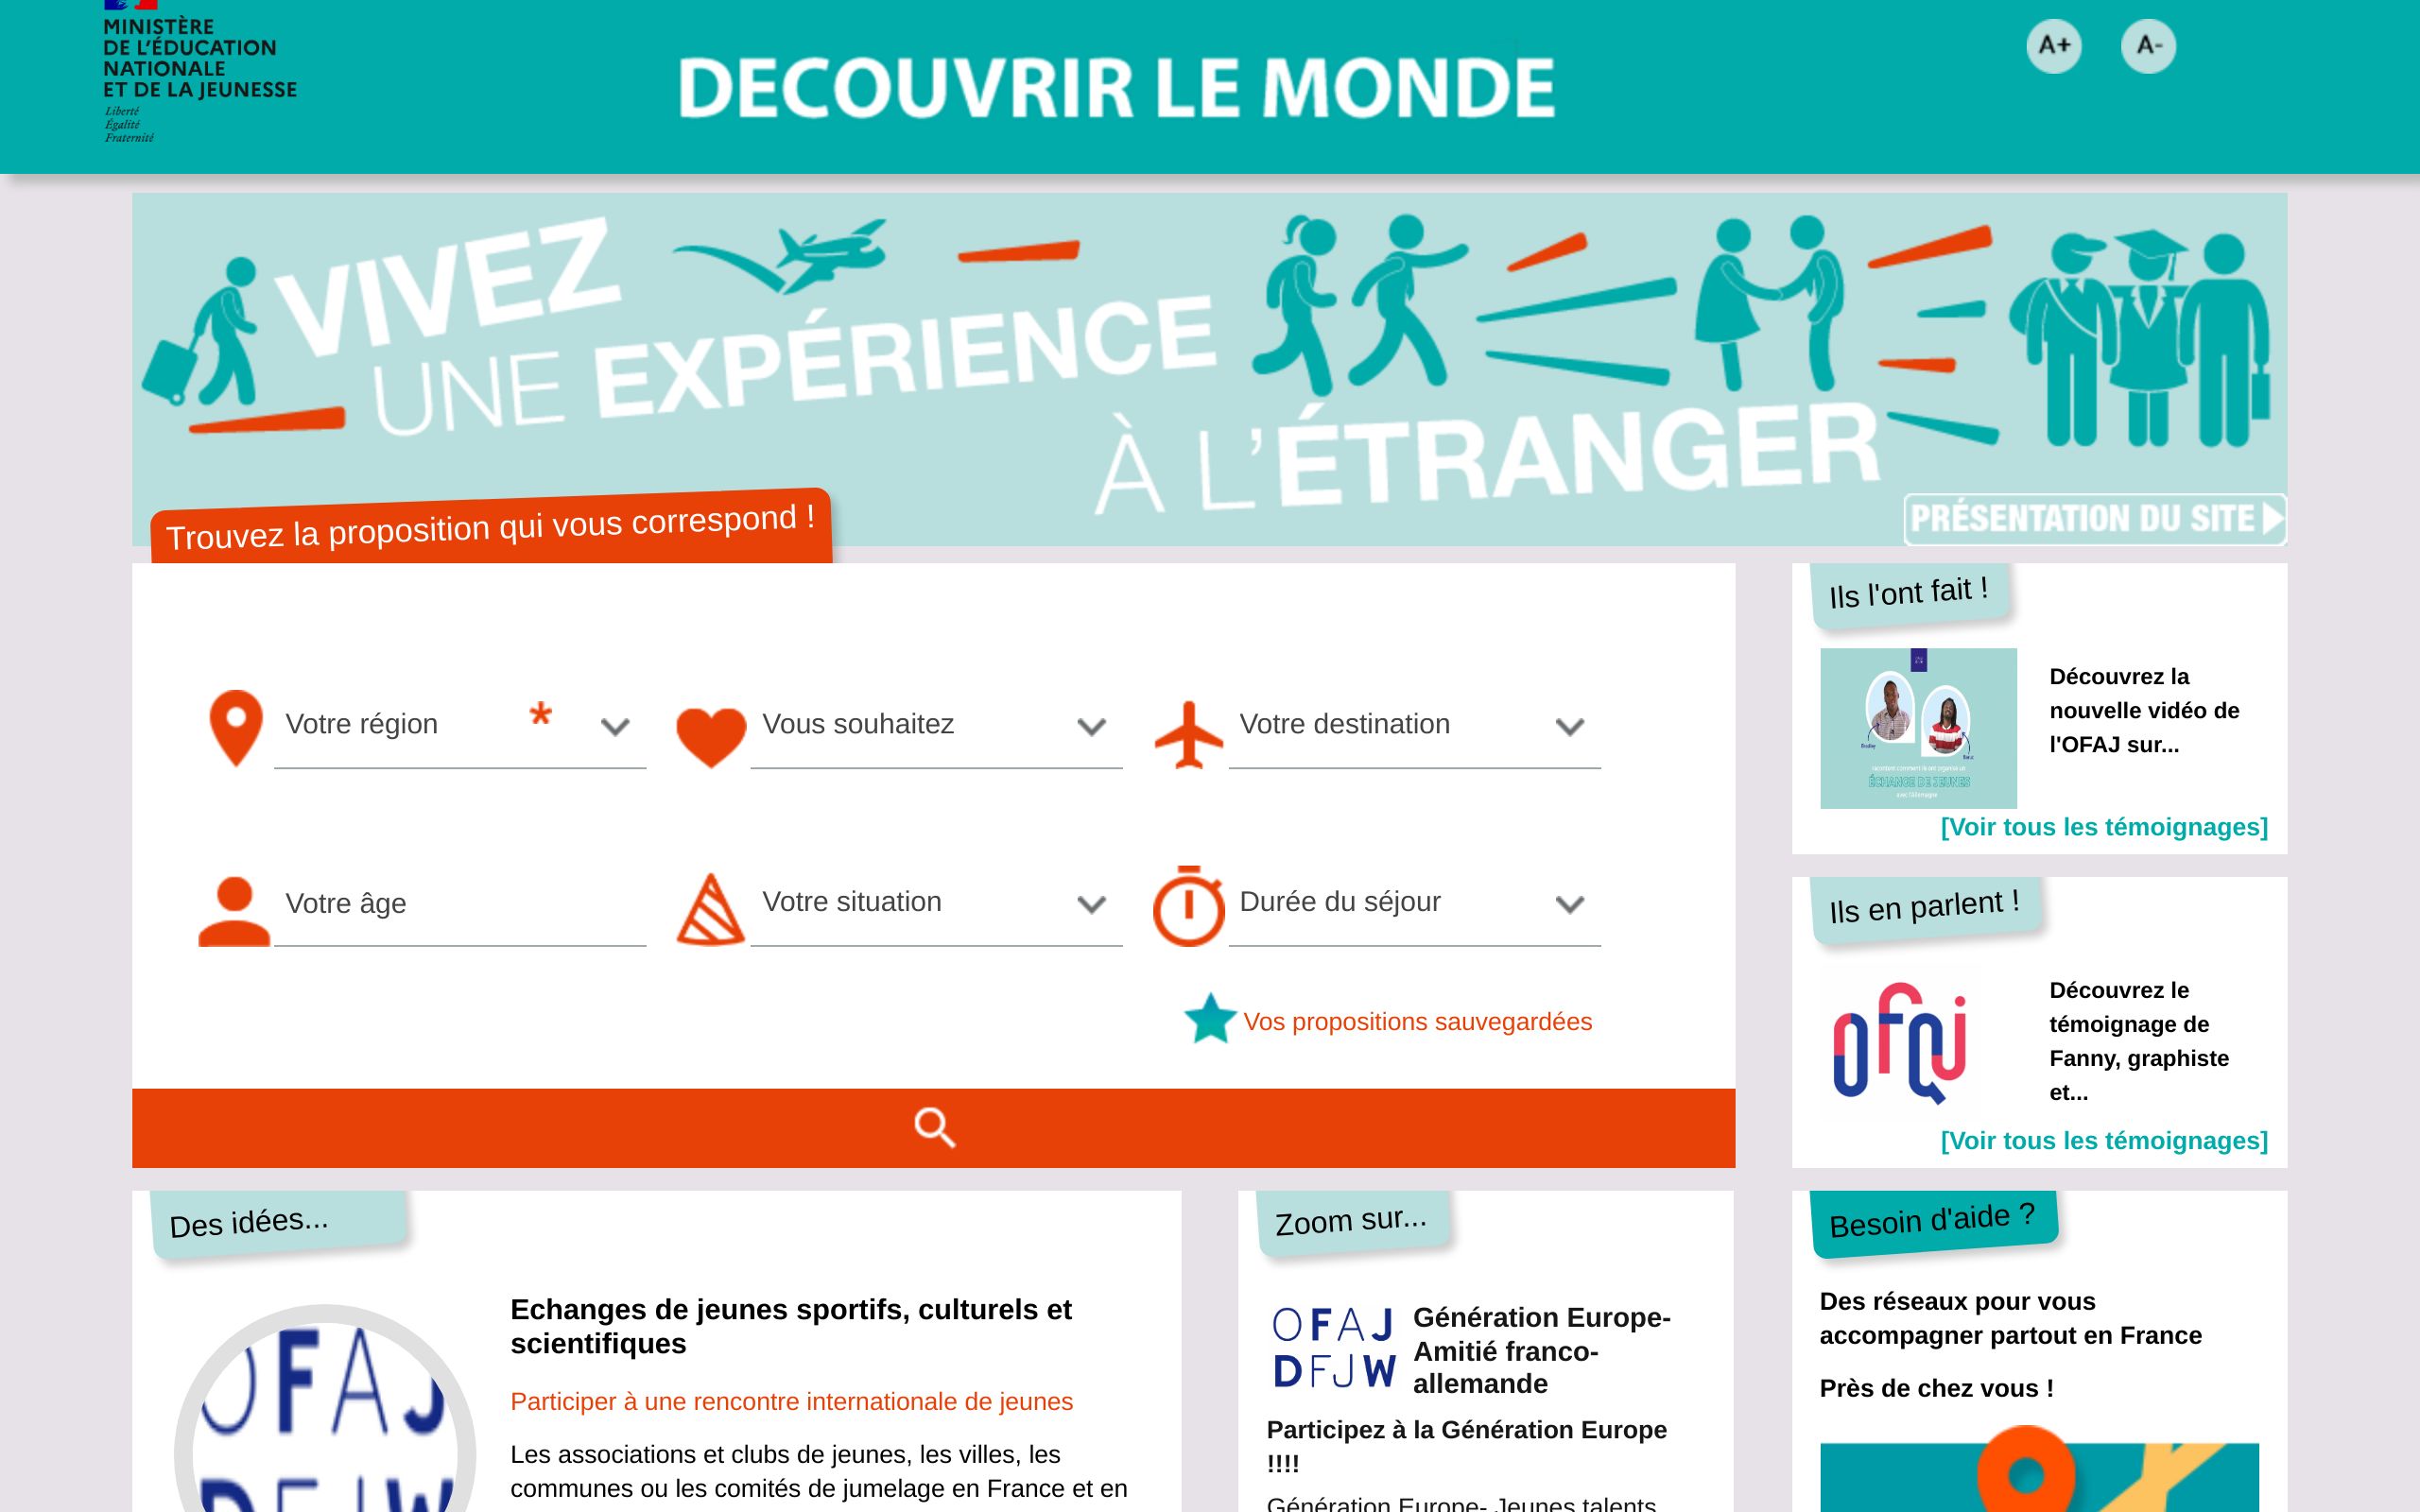 MINISTÈRE
DE L'ÉDUCATION
NATIONALE
ET DE LA JEUNESSE
Liberté
Égalité
Fraternité
DECOUVRIR LE MONDE
A+
A-
VIVEZ
UNE EXPÉRIENCE
À L'ÉTRANGER
PRÉSENTATION DU SITE
Trouvez la proposition qui vous correspond !
Votre région *
Vous souhaitez
Votre destination
Votre âge
Votre situation
Durée du séjour
Vos propositions sauvegardées
Ils l'ont fait !
ÉCHANGE DE JEUNES
avec l'Allemagne
Découvrez la
nouvelle vidéo de
l'OFAJ sur...
[Voir tous les témoignages]
Ils en parlent !
ofaj
Découvrez le
témoignage de
Fanny, graphiste
et...
[Voir tous les témoignages]
Des idées...
OFAJ
DFJW
Echanges de jeunes sportifs, culturels et
scientifiques
Participer à une rencontre internationale de jeunes
Les associations et clubs de jeunes, les villes, les
communes ou les comités de jumelage en France et en
Zoom sur...
OFAJ
DFJW
Génération Europe-
Amitié franco-
allemande
Participez à la Génération Europe
!!!!
Génération Europe- Jeunes talents
Besoin d'aide ?
Des réseaux pour vous
accompagner partout en France
Près de chez vous !